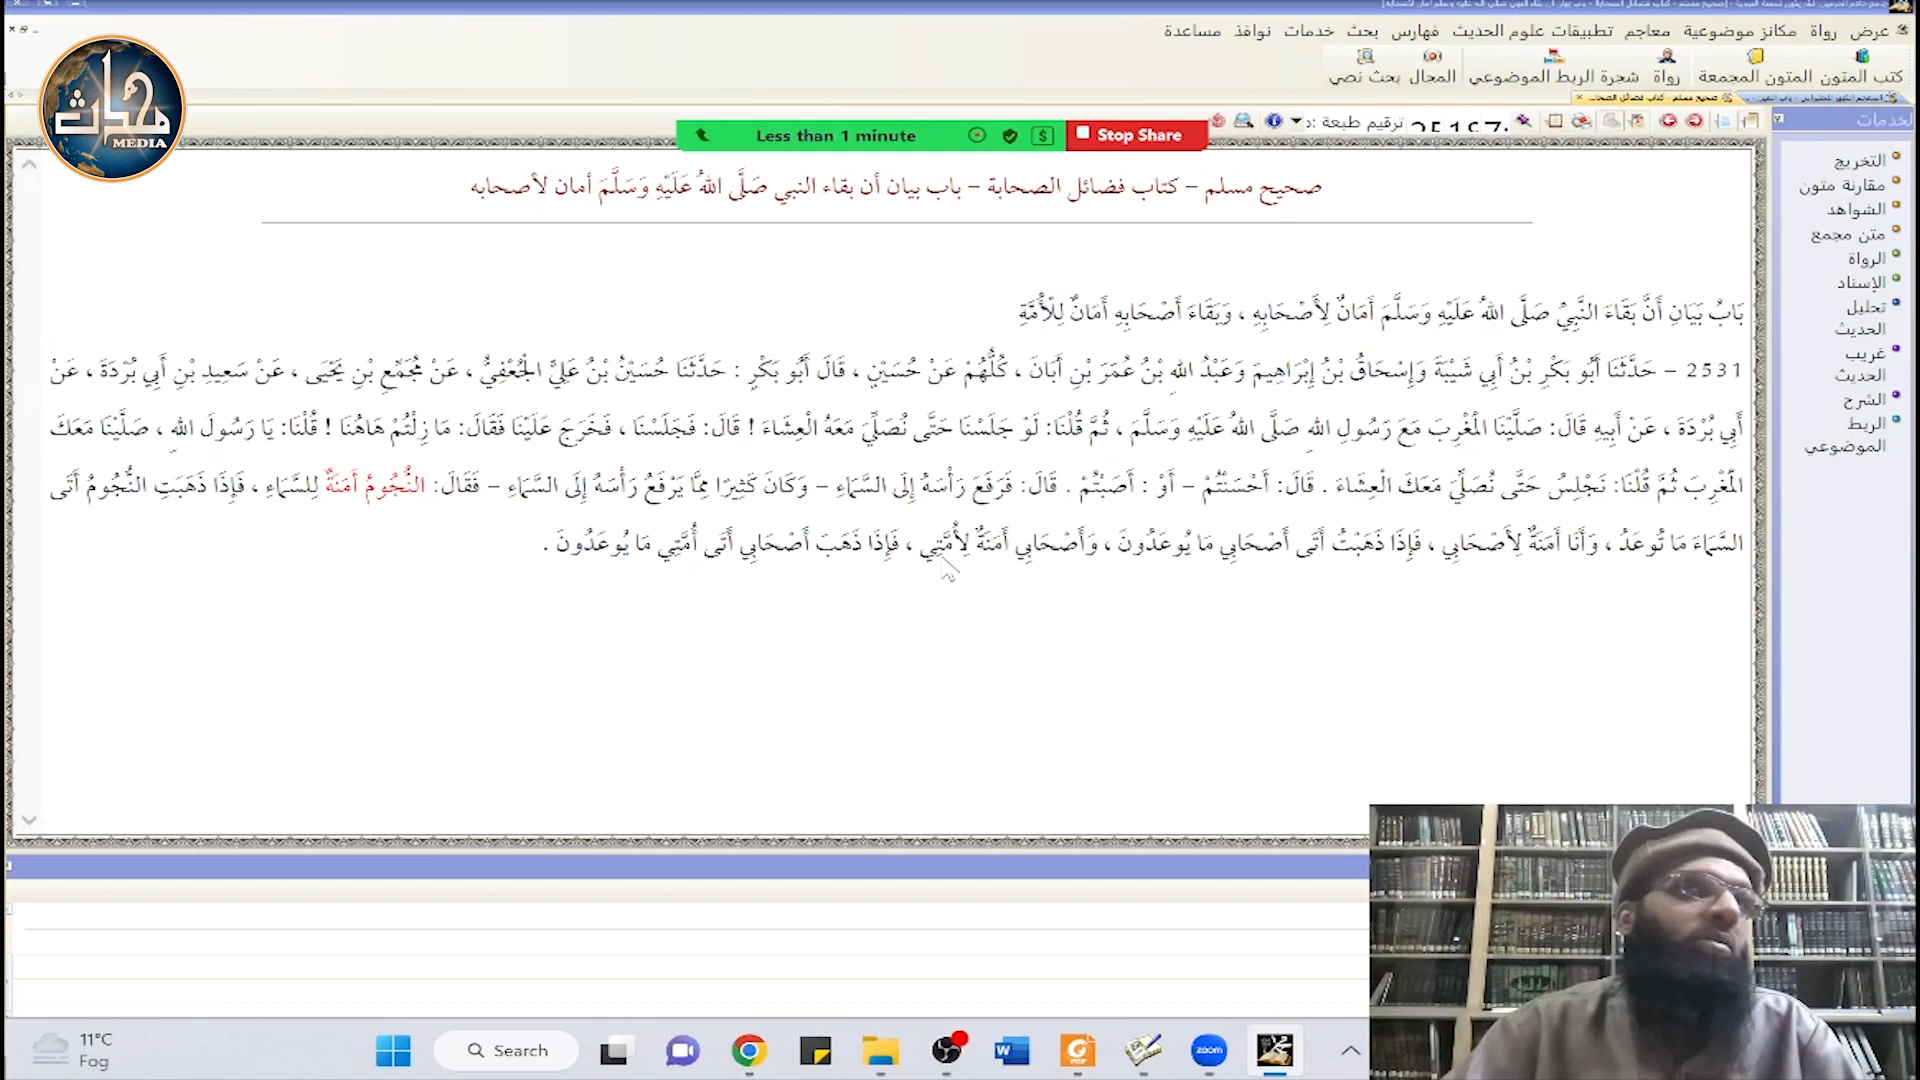 عرض رواة مكانز موضوعية معاجم تطبيقات علوم الحديث فهارس بحث خدمات نوافذ مساعدة
كتب المتون المتون المجمعة رواة شجرة الربط الموضوعي المجال بحث نصي
صحيح مسلم - كتاب فضائل الصحابة
MEDIA
ترقيم طبعة
Less than 1 minute
Stop Share
صحيح مسلم – كتاب فضائل الصحابة – باب بيان أن بقاء النبي صَلَّى اللهُ عَلَيْهِ وَسَلَّمَ أمان لأصحابه
بَابُ بَيَانِ أَنَّ بَقَاءَ النَّبِيِّ صَلَّى اللهُ عَلَيْهِ وَسَلَّمَ أَمَانٌ لِأَصْحَابِهِ ، وَبَقَاءَ أَصْحَابِهِ أَمَانٌ لِلْأُمَّةِ
2531 – حَدَّثَنَا أَبُو بَكْرِ بْنُ أَبِي شَيْبَةَ وَإِسْحَاقُ بْنُ إِبْرَاهِيمَ وَعَبْدُ اللهِ بْنُ عُمَرَ بْنِ أَبَانَ ، كُلُّهُمْ عَنْ حُسَيْنٍ ، قَالَ أَبُو بَكْرٍ : حَدَّثَنَا حُسَيْنُ بْنُ عَلِيٍّ الْجُعْفِيُّ ، عَنْ مُجَمِّعِ بْنِ يَحْيَى ، عَنْ سَعِيدِ بْنِ أَبِي بُرْدَةَ ، عَنْ
أَبِي بُرْدَةَ ، عَنْ أَبِيهِ قَالَ: صَلَّيْنَا الْمَغْرِبَ مَعَ رَسُولِ اللهِ صَلَّى اللهُ عَلَيْهِ وَسَلَّمَ ، ثُمَّ قُلْنَا: لَوْ جَلَسْنَا حَتَّى نُصَلِّيَ مَعَهُ الْعِشَاءَ ! قَالَ: فَجَلَسْنَا ، فَخَرَجَ عَلَيْنَا فَقَالَ: مَا زِلْتُمْ هَاهُنَا ! قُلْنَا: يَا رَسُولَ اللهِ ، صَلَّيْنَا مَعَكَ
الْمَغْرِبَ ثُمَّ قُلْنَا: نَجْلِسُ حَتَّى نُصَلِّيَ مَعَكَ الْعِشَاءَ . قَالَ: أَحْسَنْتُمْ – أَوْ : أَصَبْتُمْ . قَالَ: فَرَفَعَ رَأْسَهُ إِلَى السَّمَاءِ – وَكَانَ كَثِيرًا مِمَّا يَرْفَعُ رَأْسَهُ إِلَى السَّمَاءِ – فَقَالَ: النُّجُومُ أَمَنَةٌ لِلسَّمَاءِ ، فَإِذَا ذَهَبَتِ النُّجُومُ أَتَى
السَّمَاءَ مَا تُوعَدُ ، وَأَنَا أَمَنَةٌ لِأَصْحَابِي ، فَإِذَا ذَهَبْتُ أَتَى أَصْحَابِي مَا يُوعَدُونَ ، وَأَصْحَابِي أَمَنَةٌ لِأُمَّتِي ، فَإِذَا ذَهَبَ أَصْحَابِي أَتَى أُمَّتِي مَا يُوعَدُونَ .
التخريج
مقارنة متون
الشواهد
متن مجمع
الرواة
الإسناد
تحليل
الحديث
غريب
الحديث
الشرح
الربط
الموضوعي
11°C
Fog
Search
zoom